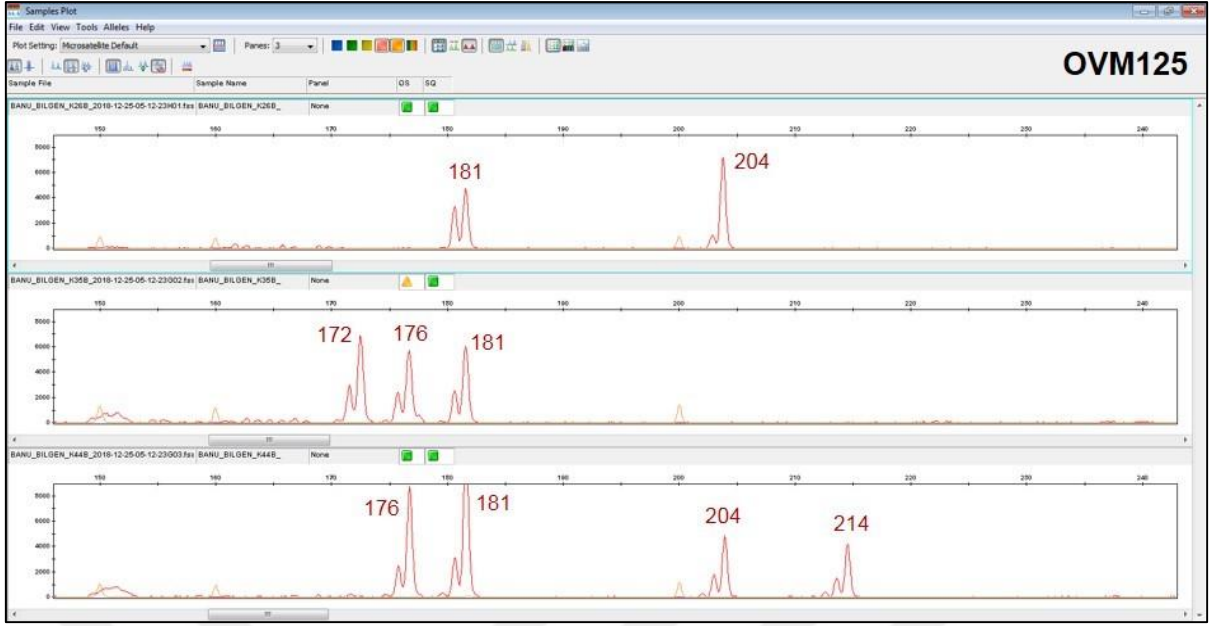 Samples Plot
File Edit View Tools Alleles Help
Plot Setting: Microsatellite Default Panes: 3
OVM125
Sample File Sample Name Panel OS SQ
BANU_BILGEN_K26B_2018-12-25-05-12-23H01.fsa BANU_BILGEN_K26B_ None
150 160 170 180 190 200 210 220 230 240
8000
6000
4000
2000
0
181
204
BANU_BILGEN_K35B_2018-12-25-05-12-23G02.fsa BANU_BILGEN_K35B_ None
150 160 170 180 190 200 210 220 230 240
8000
6000
4000
2000
0
172 176 181
BANU_BILGEN_K44B_2018-12-25-05-12-23G03.fsa BANU_BILGEN_K44B_ None
150 160 170 180 190 200 210 220 230 240
8000
6000
4000
2000
0
176 181 204 214